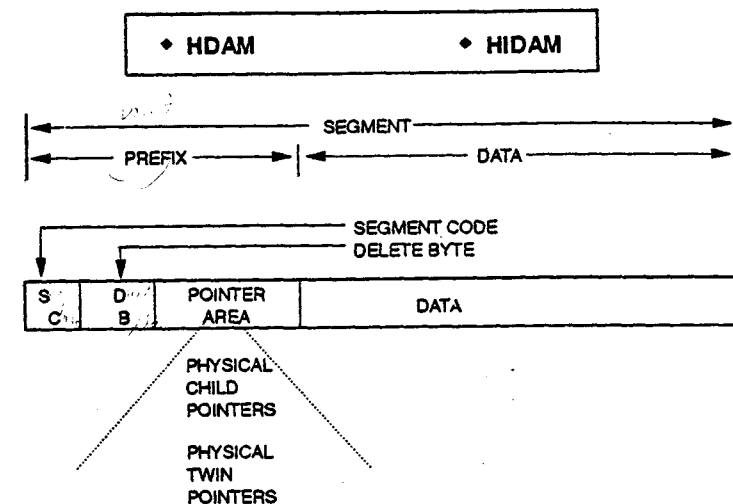 ◆ HDAM ◆ HIDAM
SEGMENT
PREFIX DATA
SEGMENT CODE
DELETE BYTE
S C
D B
POINTER AREA
DATA
PHYSICAL
CHILD
POINTERS
PHYSICAL
TWIN
POINTERS